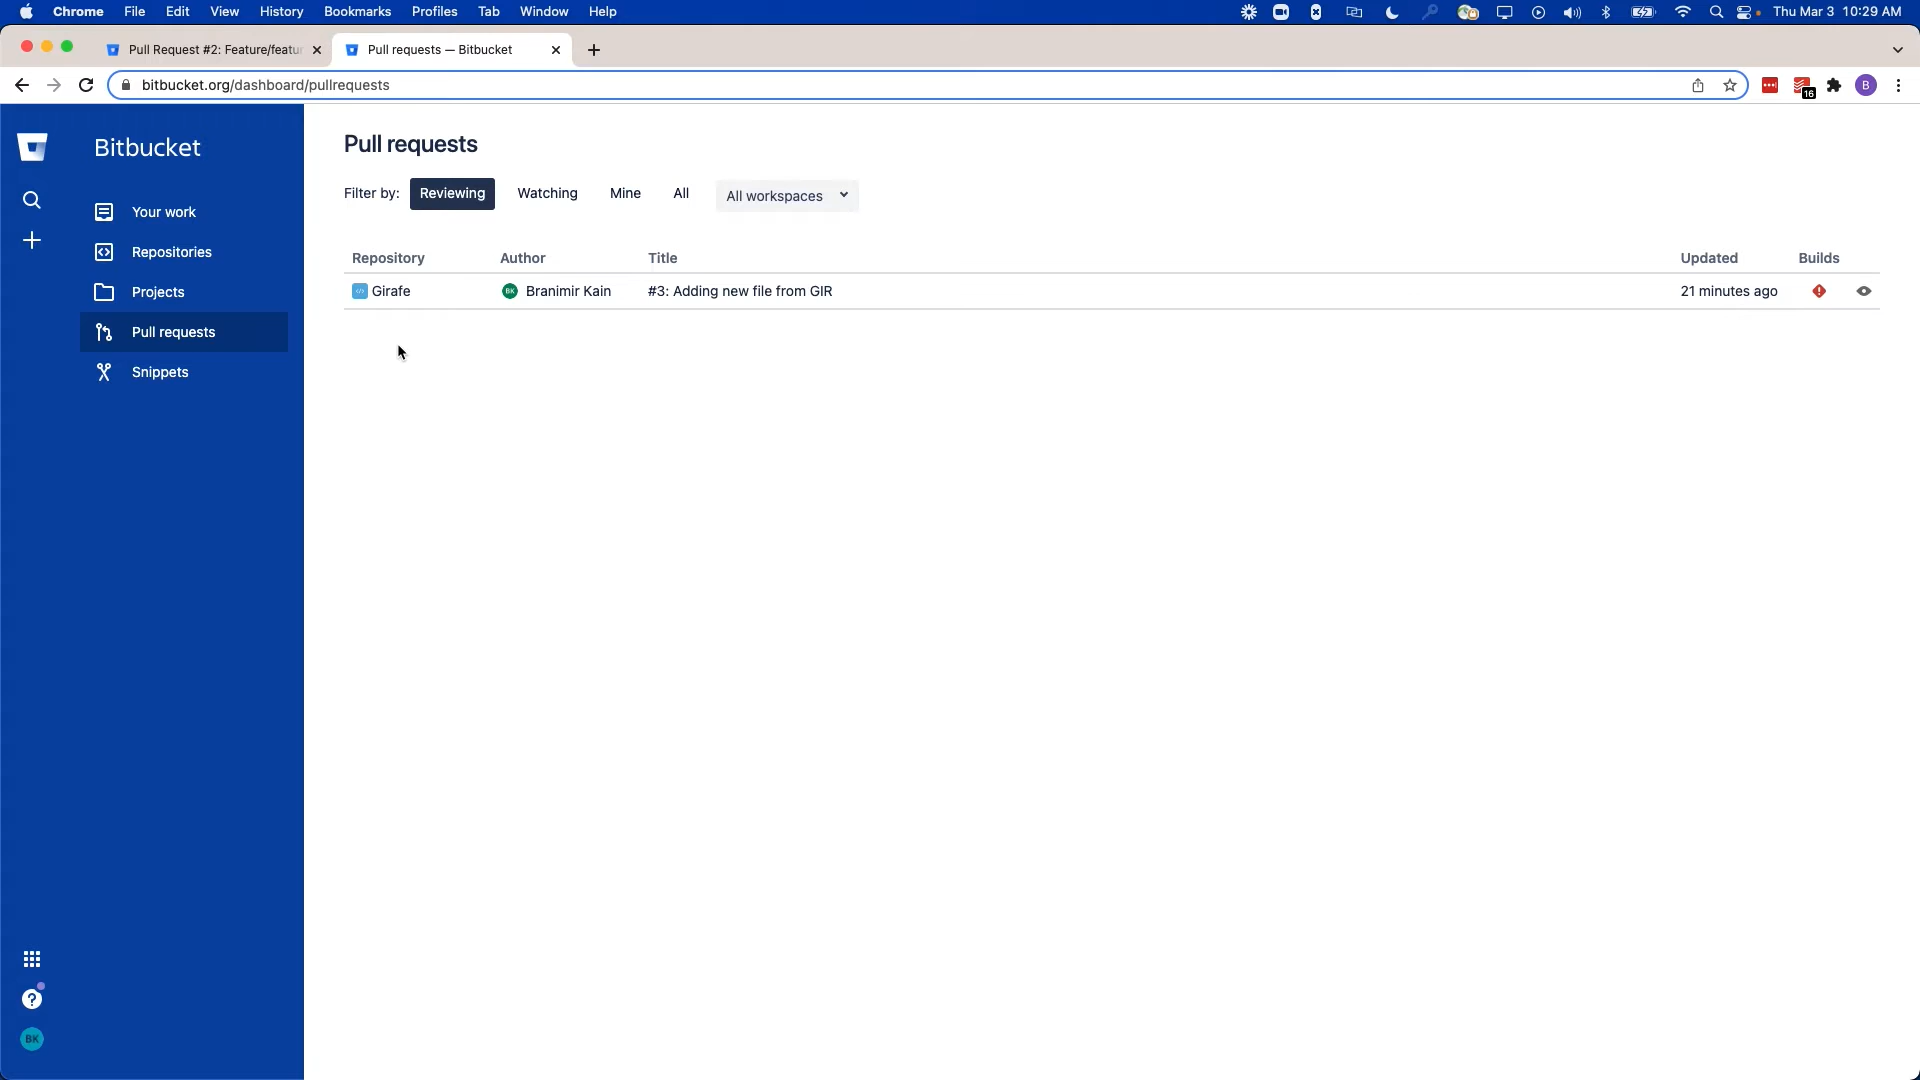 Chrome File Edit View History Bookmarks Profiles Tab Window Help Thu Mar 3 10:29 AM
Pull Request #2: Feature/featu Pull requests — Bitbucket
bitbucket.org/dashboard/pullrequests 16 B
Bitbucket
Your work
Repositories
Projects
Pull requests
Snippets
BK
Pull requests
Filter by: Reviewing Watching Mine All All workspaces
Repository Author Title Updated Builds
Girafe BK Branimir Kain #3: Adding new file from GIR 21 minutes ago